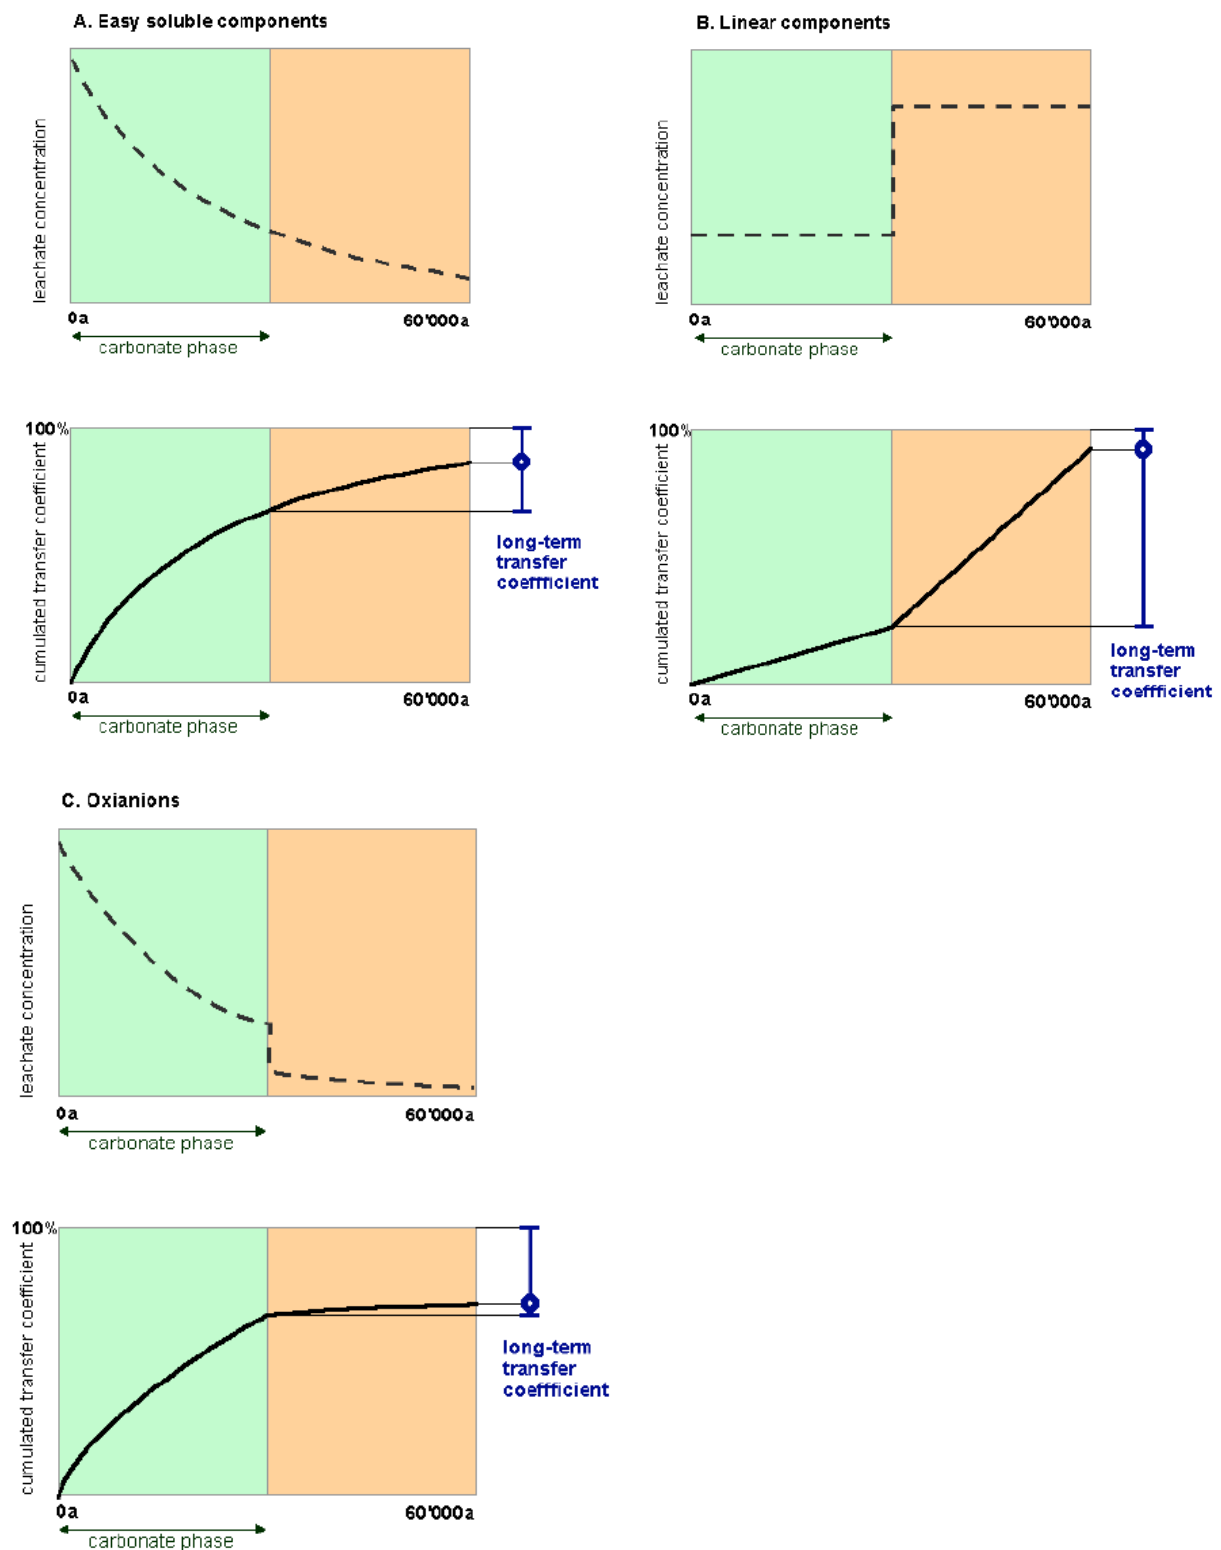 A. Easy soluble components
leachate concentration
0a
60'000a
carbonate phase
100%
cumulated transfer coefficient
long-term
transfer
coeffficient
0a
60'000a
carbonate phase
B. Linear components
leachate concentration
0a
60'000a
carbonate phase
100%
cumulated transfer coefficient
long-term
transfer
coeffficient
0a
60'000a
carbonate phase
C. Oxianions
leachate concentration
0a
60'000a
carbonate phase
100%
cumulated transfer coefficient
long-term
transfer
coeffficient
0a
60'000a
carbonate phase